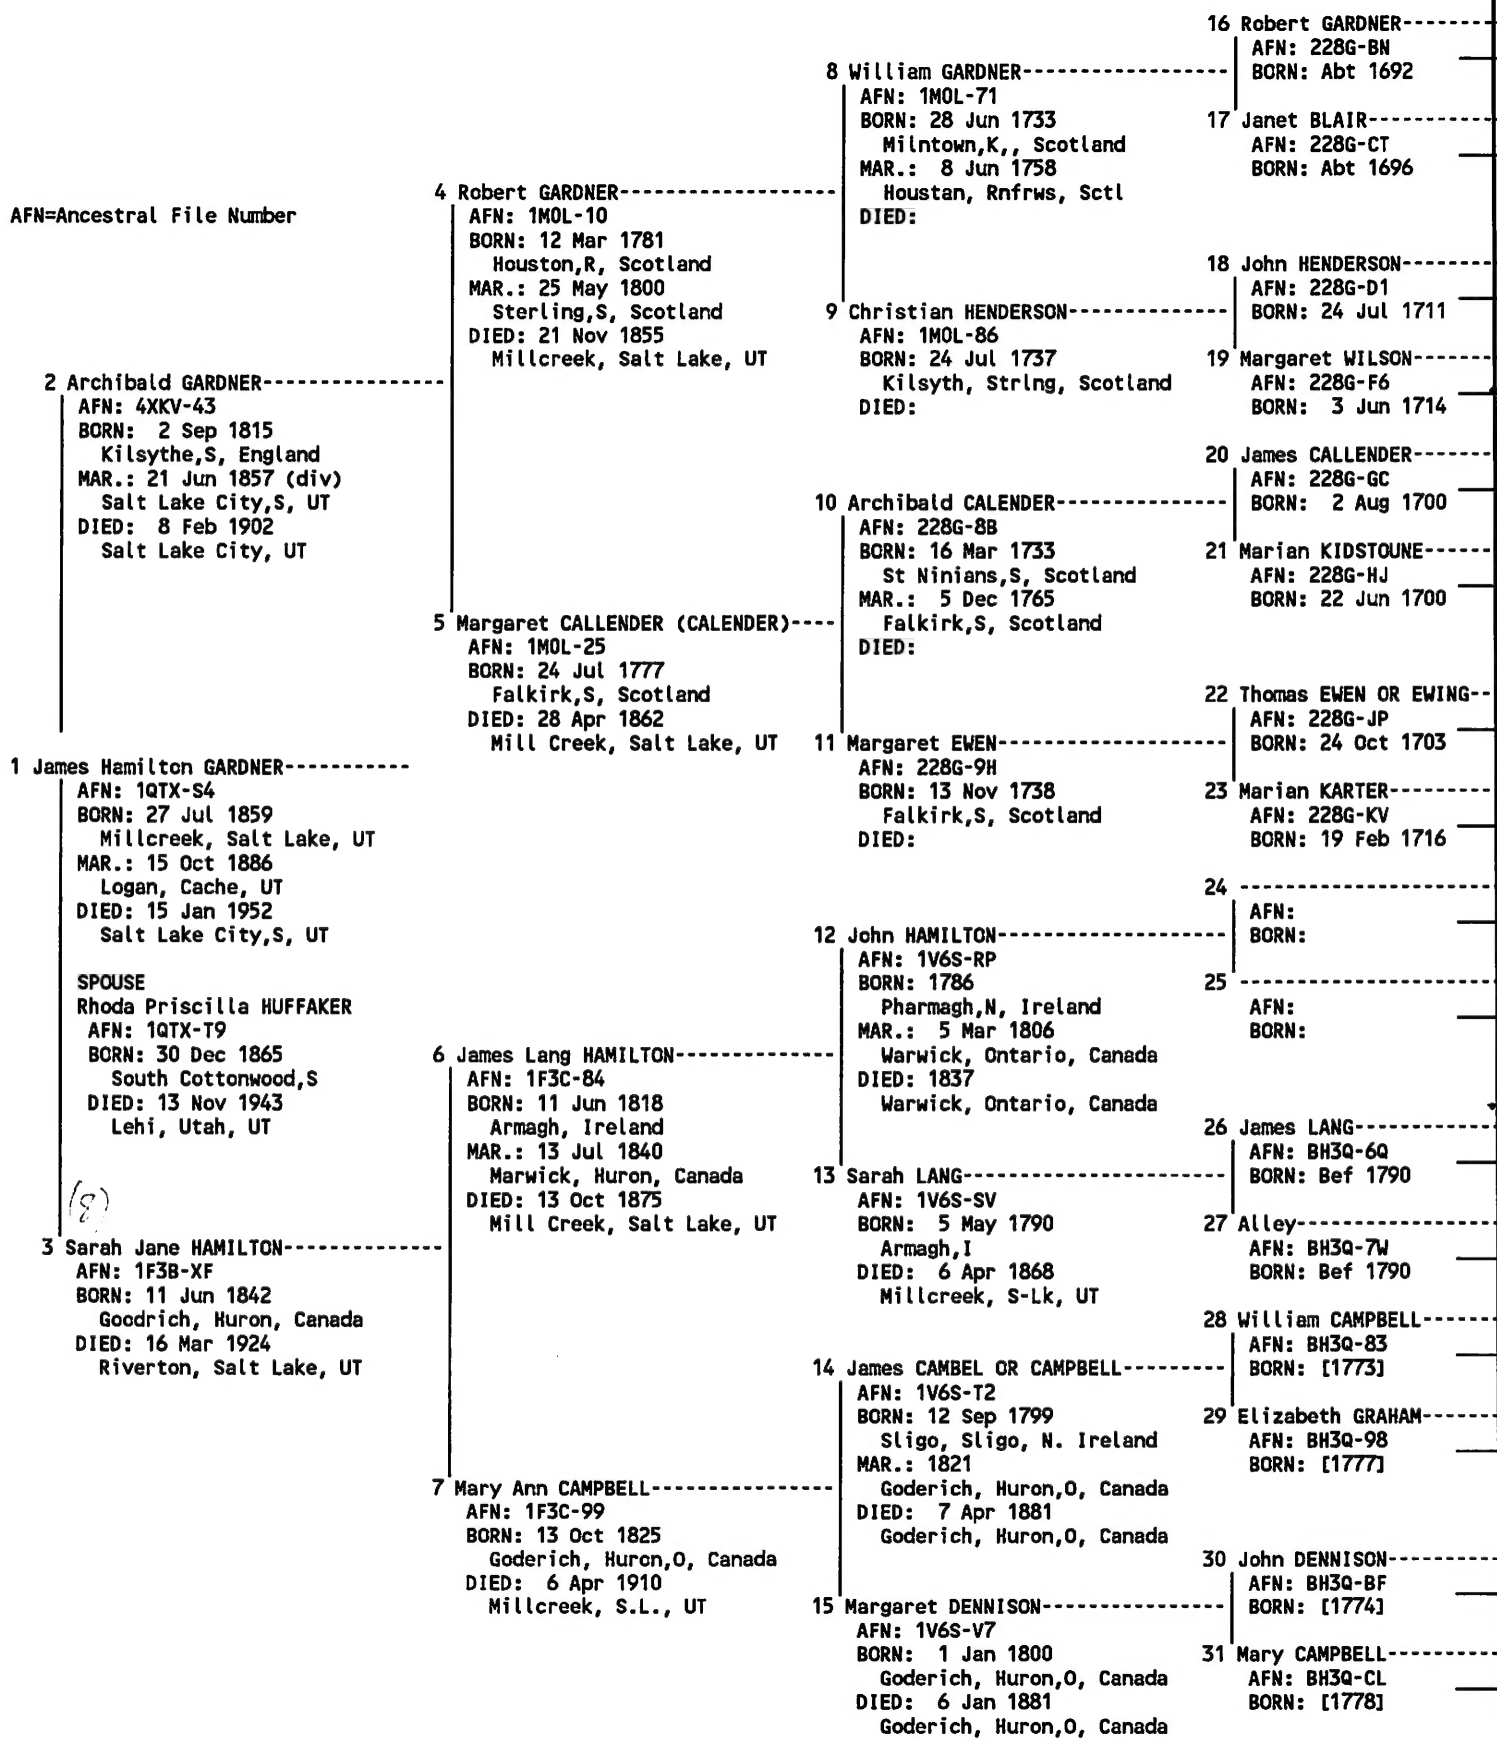 AFN=Ancestral File Number
1 James Hamilton GARDNER-----------
AFN: 1QTX-S4
BORN: 27 Jul 1859
Millcreek, Salt Lake, UT
MAR.: 15 Oct 1886
Logan, Cache, UT
DIED: 15 Jan 1952
Salt Lake City,S, UT
SPOUSE
Rhoda Priscilla HUFFAKER
AFN: 1QTX-T9
BORN: 30 Dec 1865
South Cottonwood,S
DIED: 13 Nov 1943
Lehi, Utah, UT
2 Archibald GARDNER----------------
AFN: 4XKV-43
BORN: 2 Sep 1815
Kilsythe,S, England
MAR.: 21 Jun 1857 (div)
Salt Lake City,S, UT
DIED: 8 Feb 1902
Salt Lake City, UT
(8)
3 Sarah Jane HAMILTON--------------
AFN: 1F3B-XF
BORN: 11 Jun 1842
Goodrich, Huron, Canada
DIED: 16 Mar 1924
Riverton, Salt Lake, UT
4 Robert GARDNER-------------------
AFN: 1MOL-10
BORN: 12 Mar 1781
Houston,R, Scotland
MAR.: 25 May 1800
Sterling,S, Scotland
DIED: 21 Nov 1855
Millcreek, Salt Lake, UT
5 Margaret CALLENDER (CALENDER)----
AFN: 1MOL-25
BORN: 24 Jul 1777
Falkirk,S, Scotland
DIED: 28 Apr 1862
Mill Creek, Salt Lake, UT
6 James Lang HAMILTON--------------
AFN: 1F3C-84
BORN: 11 Jun 1818
Armagh, Ireland
MAR.: 13 Jul 1840
Marwick, Huron, Canada
DIED: 13 Oct 1875
Mill Creek, Salt Lake, UT
7 Mary Ann CAMPBELL----------------
AFN: 1F3C-99
BORN: 13 Oct 1825
Goderich, Huron,O, Canada
DIED: 6 Apr 1910
Millcreek, S.L., UT
8 William GARDNER------------------
AFN: 1MOL-71
BORN: 28 Jun 1733
Milntown,K,, Scotland
MAR.: 8 Jun 1758
Houstan, Rnfrws, Sctl
DIED:
9 Christian HENDERSON--------------
AFN: 1MOL-86
BORN: 24 Jul 1737
Kilsyth, Strlng, Scotland
DIED:
10 Archibald CALENDER---------------
AFN: 228G-8B
BORN: 16 Mar 1733
St Ninians,S, Scotland
MAR.: 5 Dec 1765
Falkirk,S, Scotland
DIED:
11 Margaret EWEN--------------------
AFN: 228G-9H
BORN: 13 Nov 1738
Falkirk,S, Scotland
DIED:
12 John HAMILTON--------------------
AFN: 1V6S-RP
BORN: 1786
Pharmagh,N, Ireland
MAR.: 5 Mar 1806
Warwick, Ontario, Canada
DIED: 1837
Warwick, Ontario, Canada
13 Sarah LANG-----------------------
AFN: 1V6S-SV
BORN: 5 May 1790
Armagh,I
DIED: 6 Apr 1868
Millcreek, S-Lk, UT
14 James CAMBEL OR CAMPBELL---------
AFN: 1V6S-T2
BORN: 12 Sep 1799
Sligo, Sligo, N. Ireland
MAR.: 1821
Goderich, Huron,O, Canada
DIED: 7 Apr 1881
Goderich, Huron,O, Canada
15 Margaret DENNISON----------------
AFN: 1V6S-V7
BORN: 1 Jan 1800
Goderich, Huron,O, Canada
DIED: 6 Jan 1881
Goderich, Huron,O, Canada
16 Robert GARDNER--------
AFN: 228G-BN
BORN: Abt 1692
17 Janet BLAIR-----------
AFN: 228G-CT
BORN: Abt 1696
18 John HENDERSON--------
AFN: 228G-D1
BORN: 24 Jul 1711
19 Margaret WILSON-------
AFN: 228G-F6
BORN: 3 Jun 1714
20 James CALLENDER-------
AFN: 228G-GC
BORN: 2 Aug 1700
21 Marian KIDSTOUNE------
AFN: 228G-HJ
BORN: 22 Jun 1700
22 Thomas EWEN OR EWING--
AFN: 228G-JP
BORN: 24 Oct 1703
23 Marian KARTER---------
AFN: 228G-KV
BORN: 19 Feb 1716
24 ----------------------
AFN:
BORN:
25 ----------------------
AFN:
BORN:
26 James LANG------------
AFN: BH3Q-6Q
BORN: Bef 1790
27 Alley-----------------
AFN: BH3Q-7W
BORN: Bef 1790
28 William CAMPBELL------
AFN: BH3Q-83
BORN: [1773]
29 Elizabeth GRAHAM------
AFN: BH3Q-98
BORN: [1777]
30 John DENNISON---------
AFN: BH3Q-BF
BORN: [1774]
31 Mary CAMPBELL---------
AFN: BH3Q-CL
BORN: [1778]